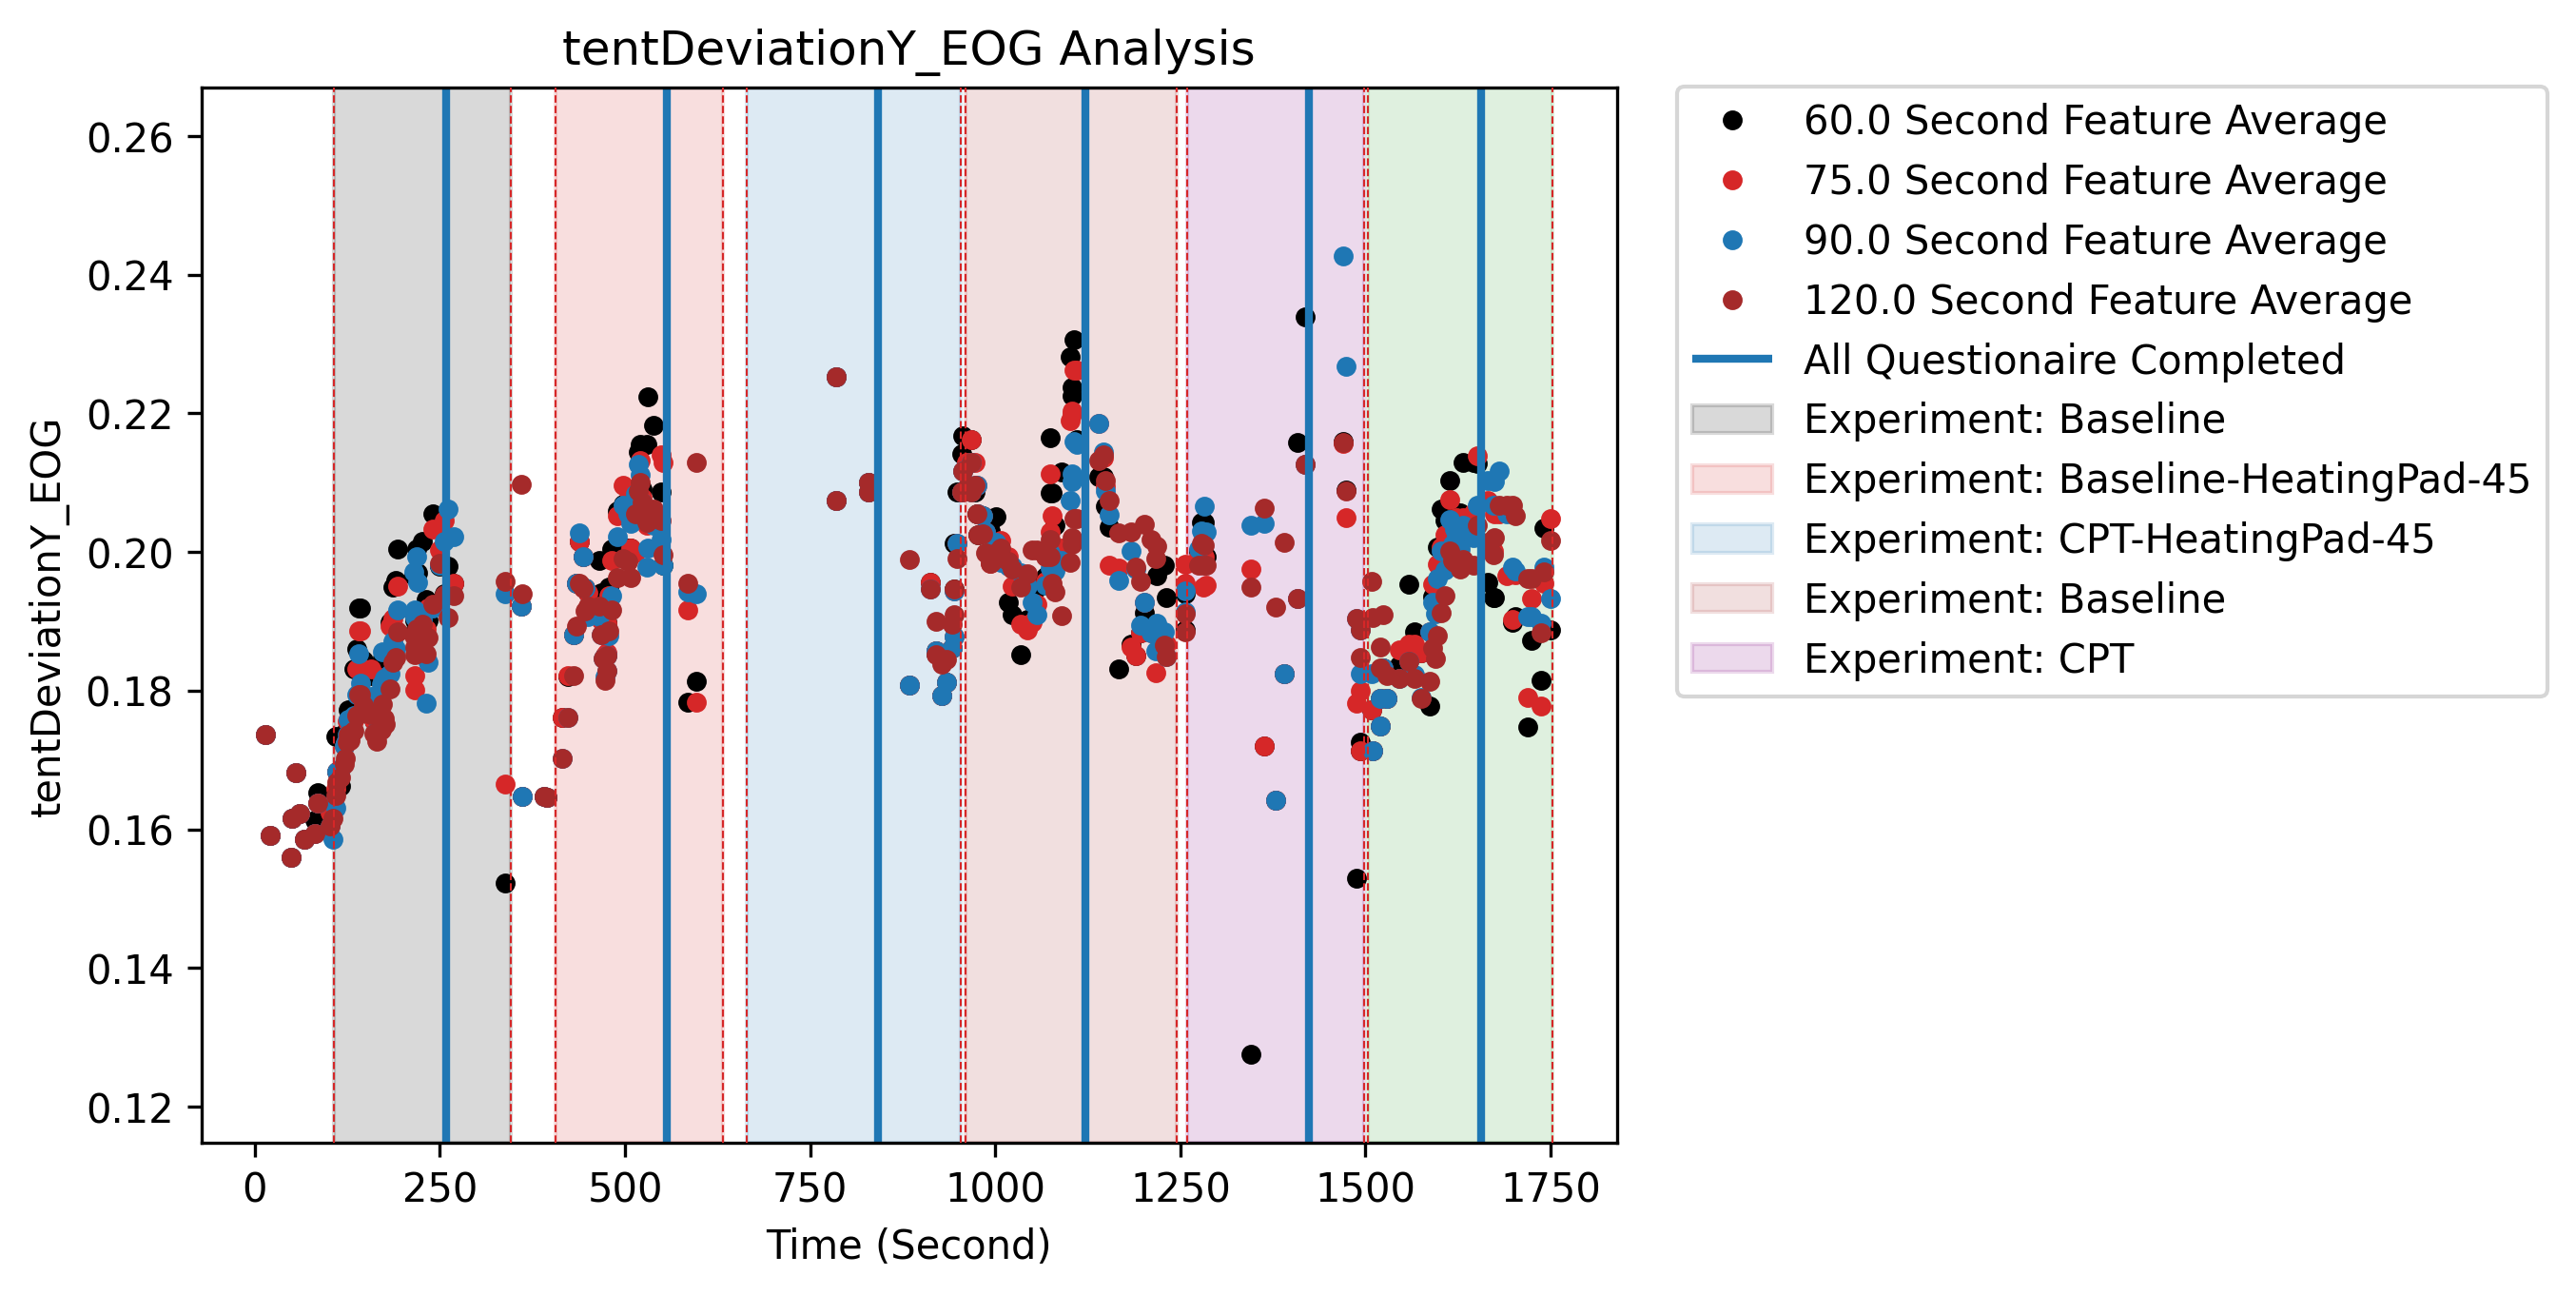 tentDeviationY_EOG Analysis
0.26
0.24
0.22
0.20
0.18
0.16
0.14
0.12
tentDeviationY_EOG
0 250 500 750 1000 1250 1500 1750
Time (Second)
60.0 Second Feature Average
75.0 Second Feature Average
90.0 Second Feature Average
120.0 Second Feature Average
All Questionaire Completed
Experiment: Baseline
Experiment: Baseline-HeatingPad-45
Experiment: CPT-HeatingPad-45
Experiment: Baseline
Experiment: CPT